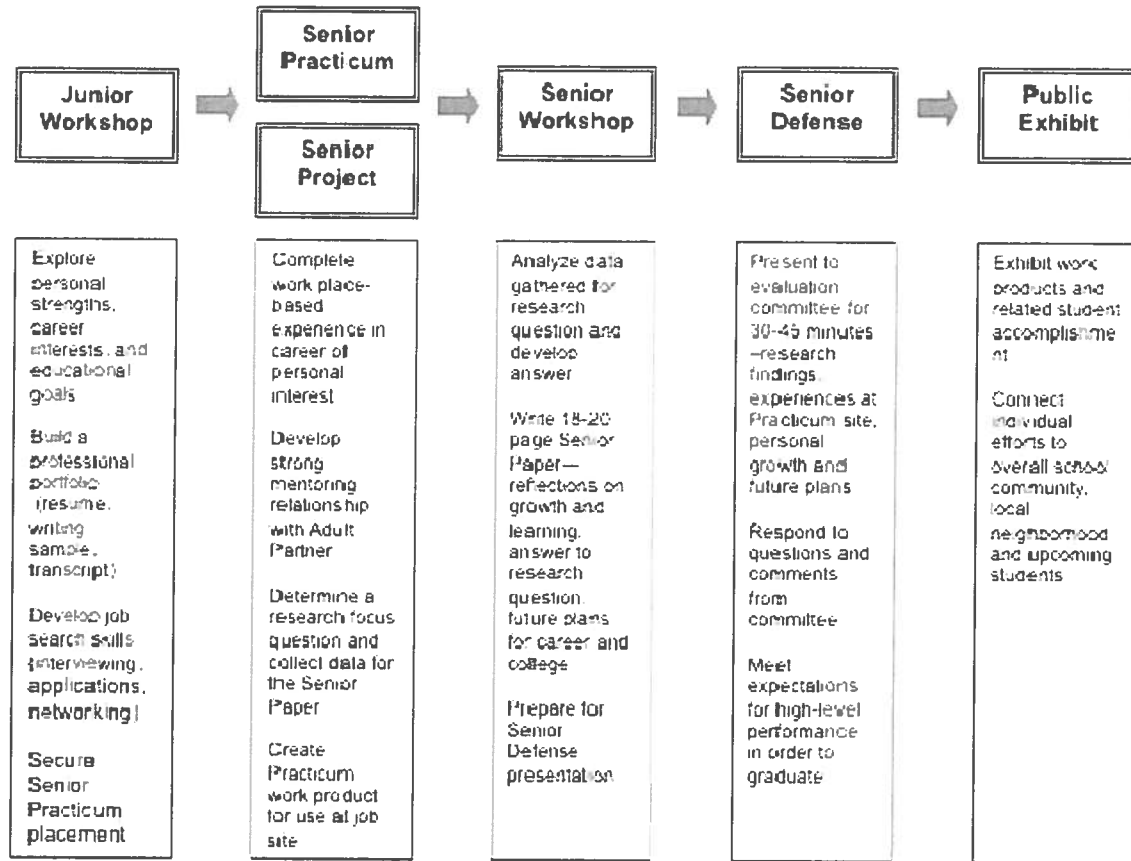 Junior
Workshop
Senior
Practicum
Senior
Project
Senior
Workshop
Senior
Defense
Public
Exhibit
Explore
personal
strengths,
career
interests, and
educational
goals
Build a
professional
portfolio
(resume,
writing
sample,
transcript)
Develop job
search skills
(interviewing,
applications,
networking)
Secure
Senior
Practicum
placement
Complete
work place-
based
experience in
career of
personal
interest
Develop
strong
mentoring
relationship
with Adult
Partner
Determine a
research focus
question and
collect data for
the Senior
Paper
Create
Practicum
work product
for use at job
site
Analyze data
gathered for
research
question and
develop
answer
Write 18-20
page Senior
Paper—
reflections on
growth and
learning,
answer to
research
question,
future plans
for career and
college
Prepare for
Senior
Defense
presentation
Present to
evaluation
committee for
30-45 minutes
–research
findings,
experiences at
Practicum site,
personal
growth and
future plans
Respond to
questions and
comments
from
committee
Meet
expectations
for high-level
performance
in order to
graduate
Exhibit work
products and
related student
accomplishme
nt
Connect
individual
efforts to
overall school
community,
local
neighborhood
and upcoming
students